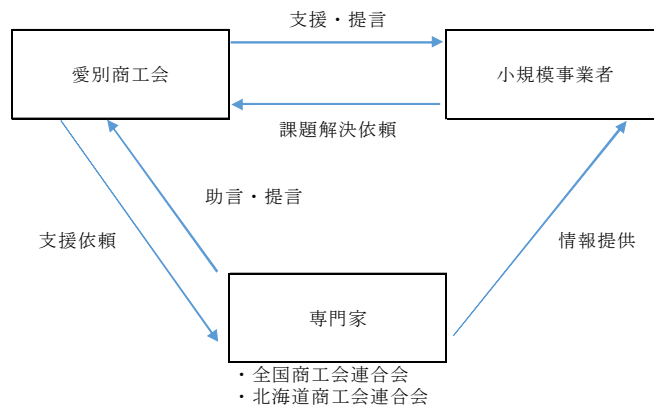 支援・提言
愛別商工会
小規模事業者
課題解決依頼
助言・提言
支援依頼
情報提供
専門家
・全国商工会連合会
・北海道商工会連合会